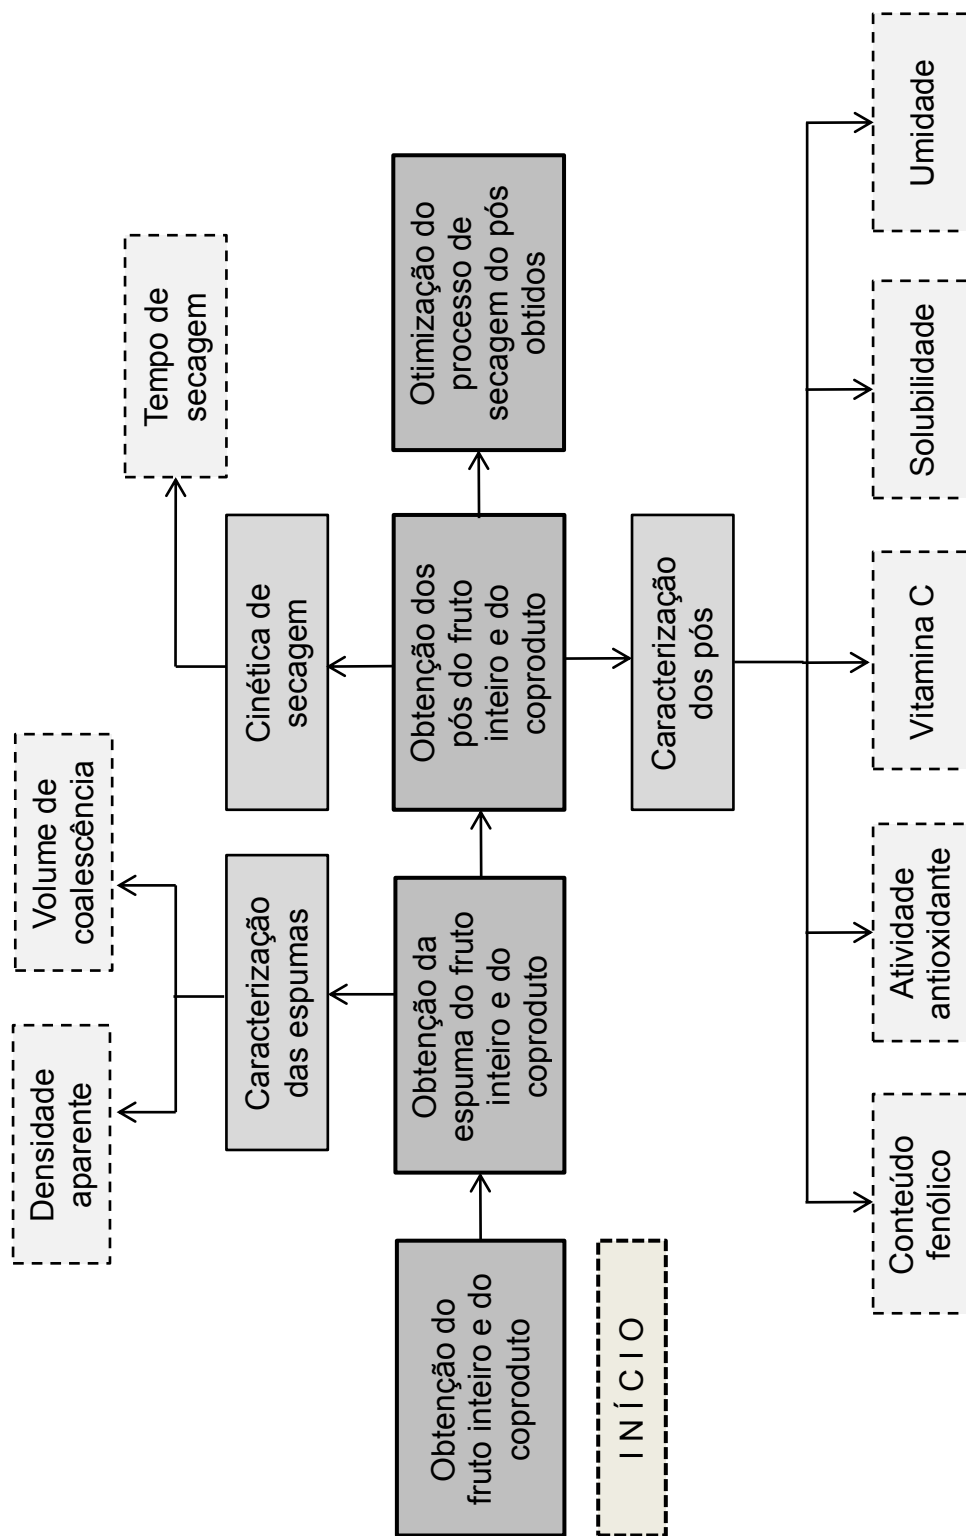 Densidade
aparente
Volume de
coalescência
Tempo de
secagem
Caracterização
das espumas
Cinética de
secagem
Obtenção do
fruto inteiro e do
coproduto
Obtenção da
espuma do fruto
inteiro e do
coproduto
Obtenção dos
pós do fruto
inteiro e do
coproduto
Otimização do
processo de
secagem do pós
obtidos
I N Í C I O
Caracterização
dos pós
Conteúdo
fenólico
Atividade
antioxidante
Vitamina C
Solubilidade
Umidade